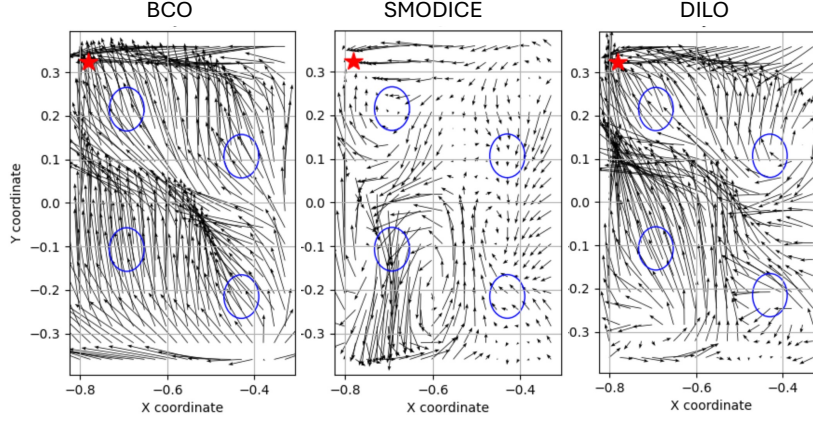 BCO SMODICE DILO
0.3 0.3 0.3
0.2 0.2 0.2
0.1 0.1 0.1
Y coordinate
0.0 0.0 0.0
−0.1 −0.1 0.1
−0.2 −0.2 0.2
−0.3 -0.3 0.3
−0.8 −0.6 −0.4 −0.8 −0.6 −0.4 −0.8 −0.6 −0.4
X coordinate X coordinate X coordinate